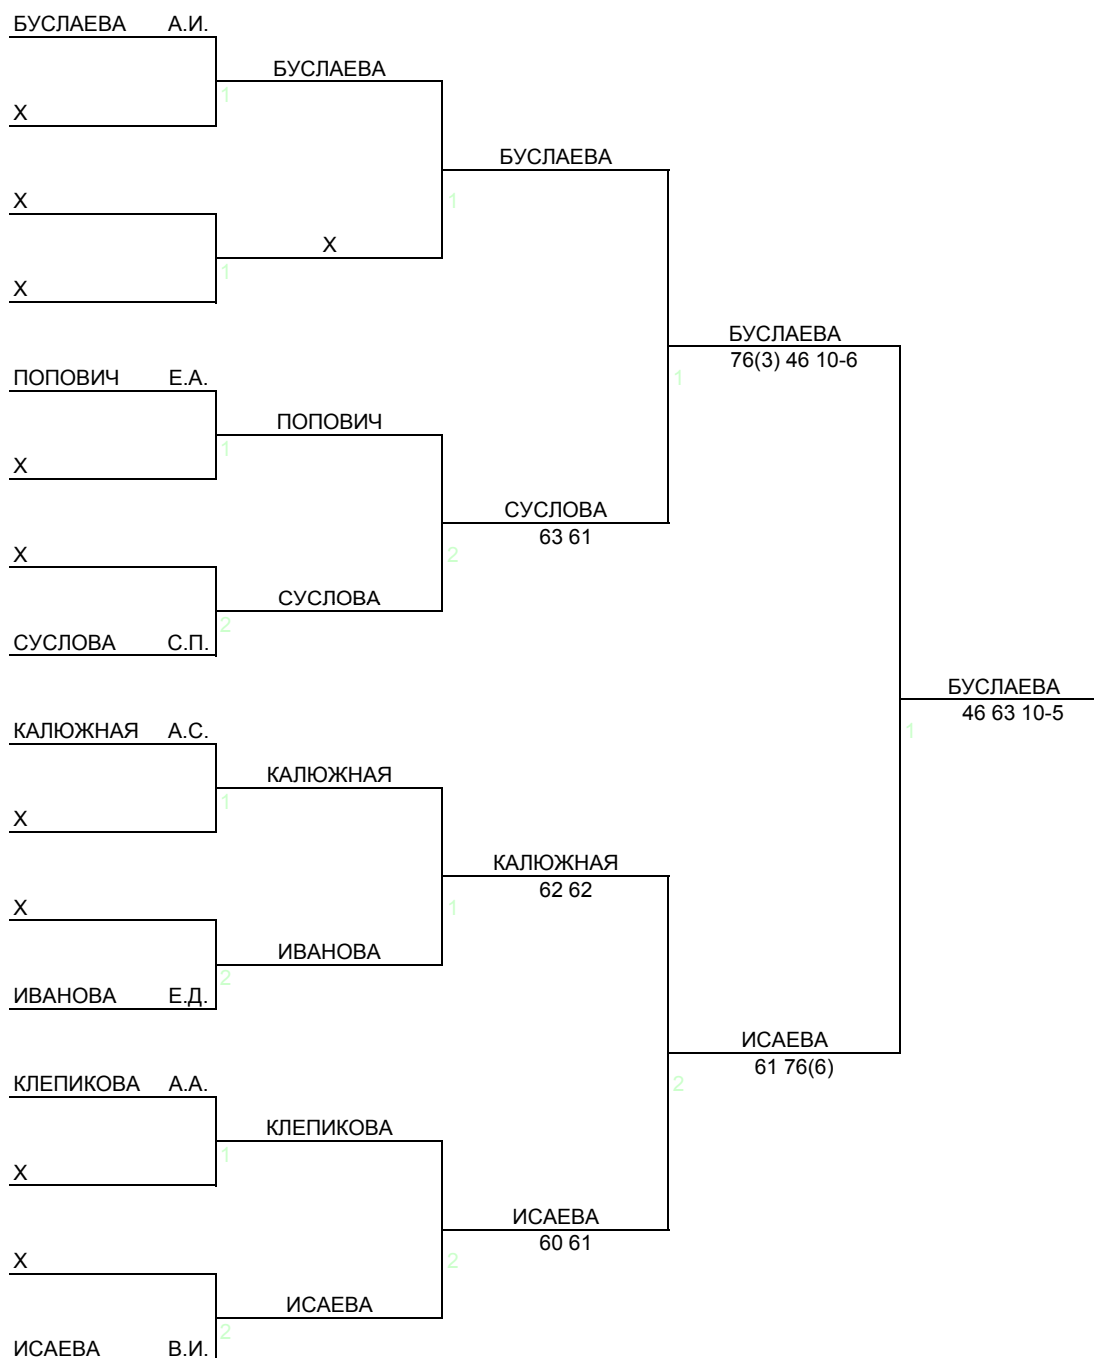 БУСЛАЕВА А.И.
БУСЛАЕВА
1
X
БУСЛАЕВА
X
1
X
1
X
БУСЛАЕВА
76(3) 46 10-6
ПОПОВИЧ Е.А.
1
ПОПОВИЧ
1
X
СУСЛОВА
63 61
X
2
СУСЛОВА
2
СУСЛОВА С.П.
БУСЛАЕВА
46 63 10-5
КАЛЮЖНАЯ А.С.
1
КАЛЮЖНАЯ
1
X
КАЛЮЖНАЯ
62 62
X
1
ИВАНОВА
2
ИВАНОВА Е.Д.
ИСАЕВА
61 76(6)
КЛЕПИКОВА А.А.
2
КЛЕПИКОВА
1
X
ИСАЕВА
60 61
X
2
ИСАЕВА
2
ИСАЕВА В.И.